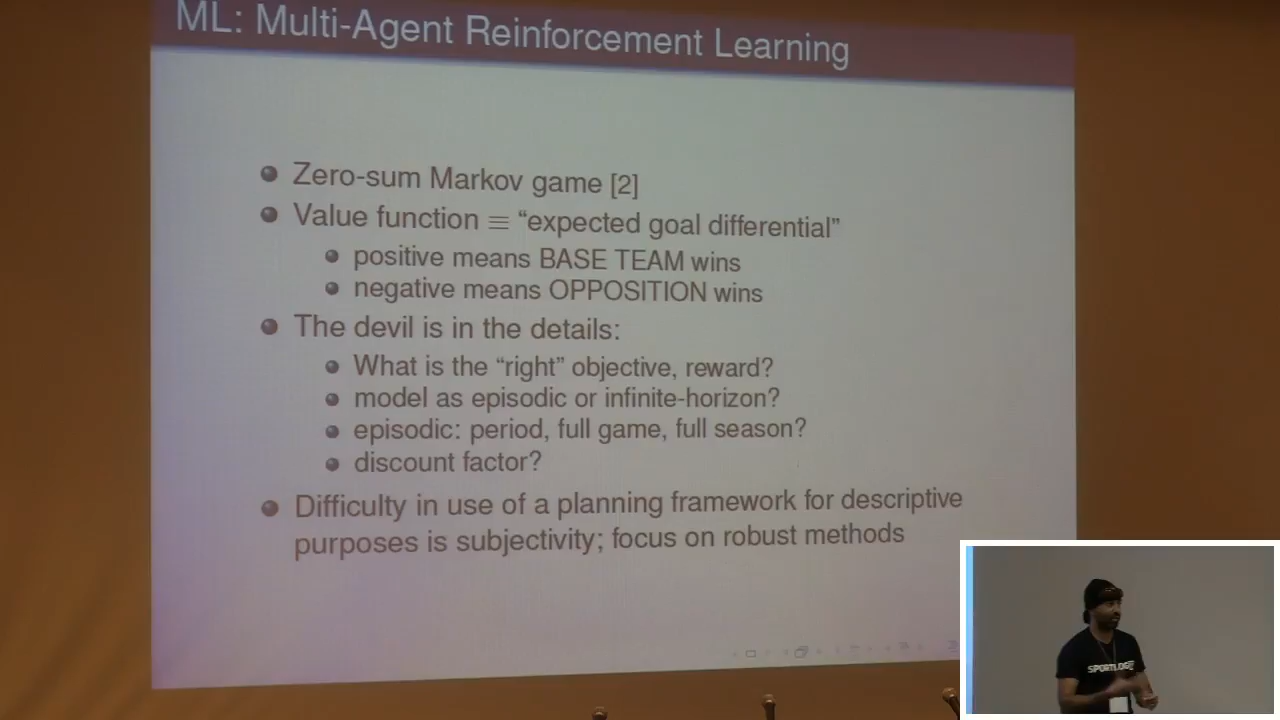 ML: Multi-Agent Reinforcement Learning
Zero-sum Markov game [2]
Value function ≡ “expected goal differential”
positive means BASE TEAM wins
negative means OPPOSITION wins
The devil is in the details:
What is the “right” objective, reward?
model as episodic or infinite-horizon?
episodic: period, full game, full season?
discount factor?
Difficulty in use of a planning framework for descriptive
purposes is subjectivity; focus on robust methods